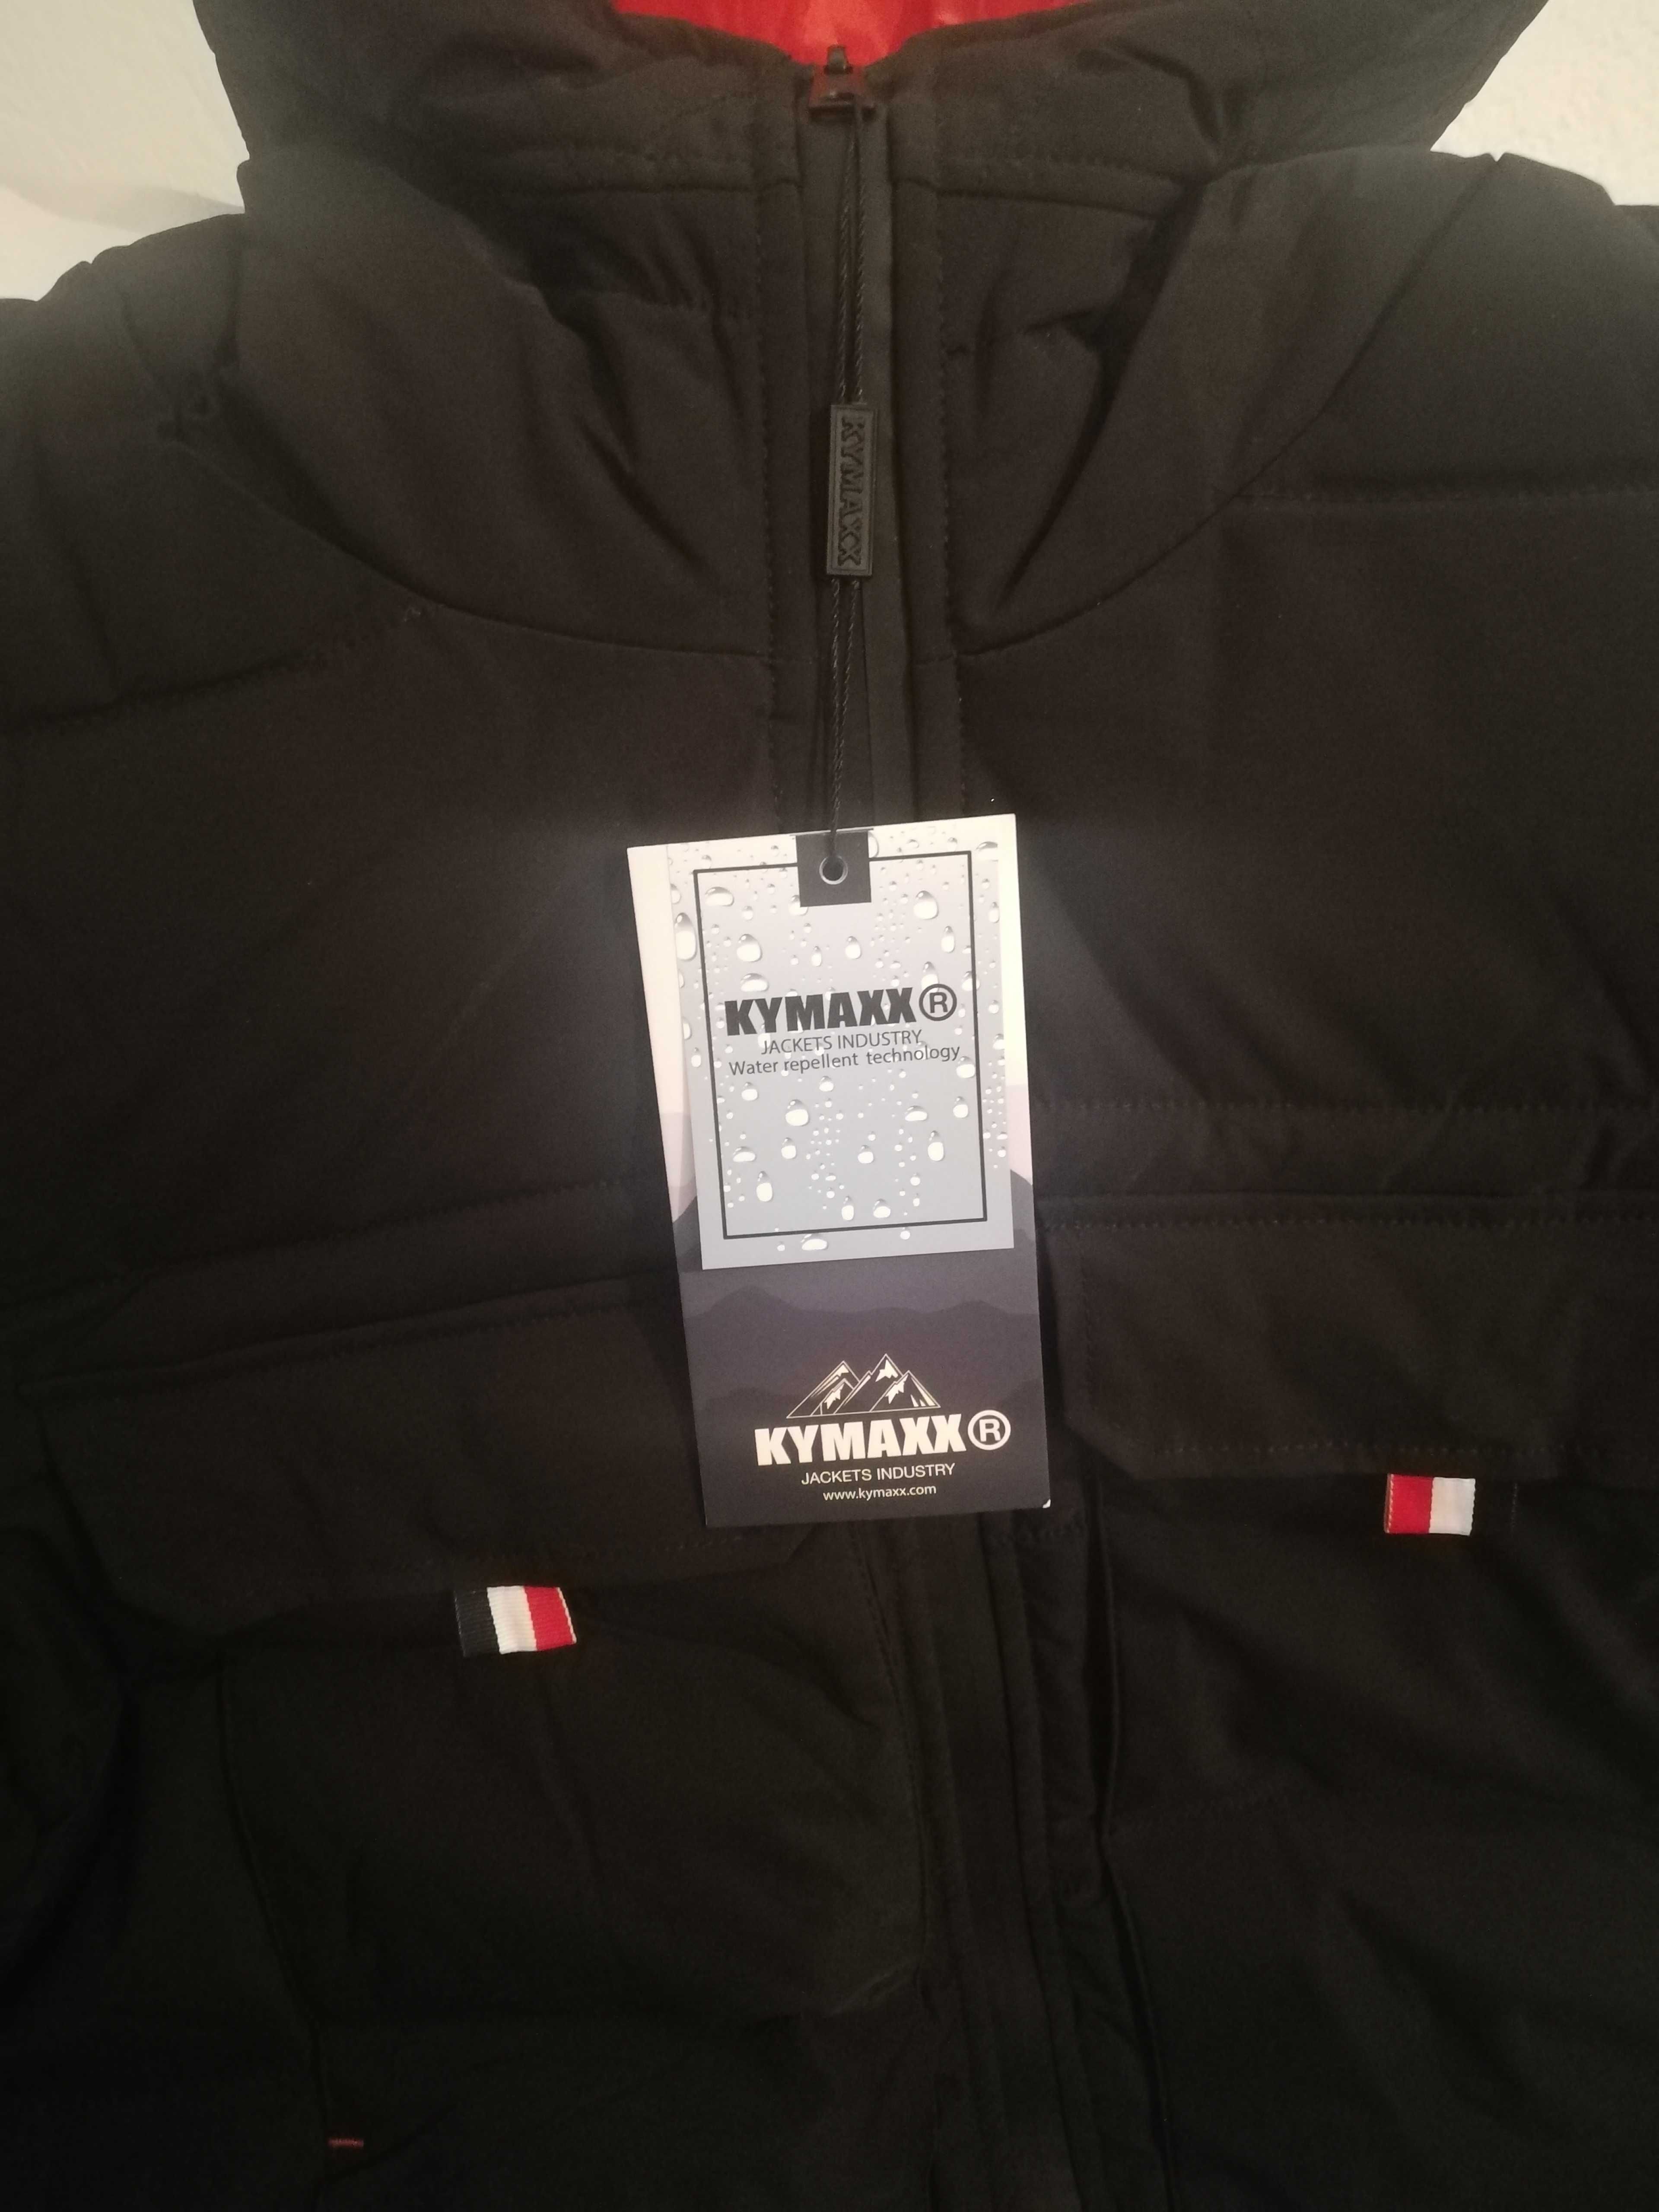 KYMAXX
KYMAXX®
JACKETS INDUSTRY
Water repellent technology
KYMAXX®
JACKETS INDUSTRY
www.kymaxx.com